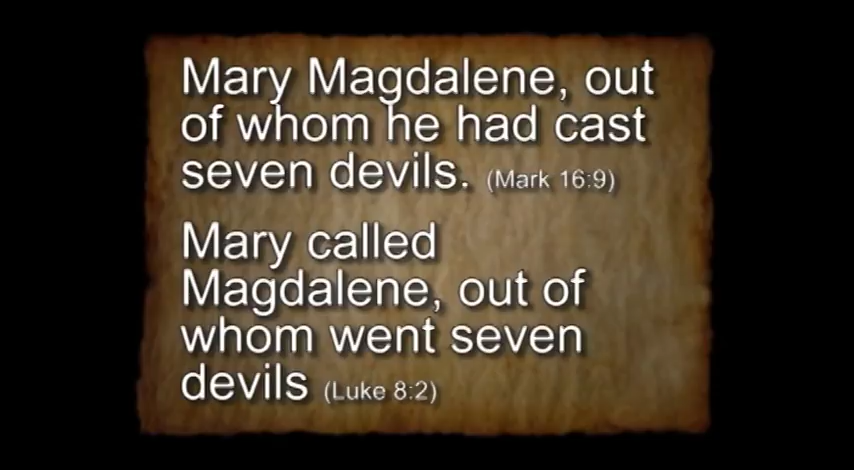 Mary Magdalene, out
of whom he had cast
seven devils. (Mark 16:9)
Mary called
Magdalene, out of
whom went seven
devils (Luke 8:2)